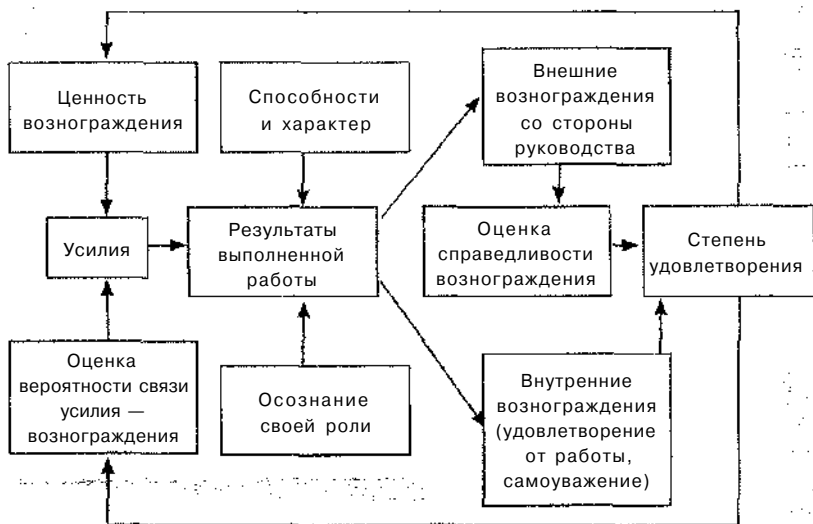 Ценность
вознограждения
Способности
и характер
Внешние
вознограждения
со стороны
руководства
Усилия
Результаты
выполненной
работы
Оценка
справедливости
вознограждения
Степень
удовлетворения
Оценка
вероятности связи
усилия —
вознограждения
Осознание
своей роли
Внутренние
вознограждения
(удовлетворение
от работы,
самоуважение)